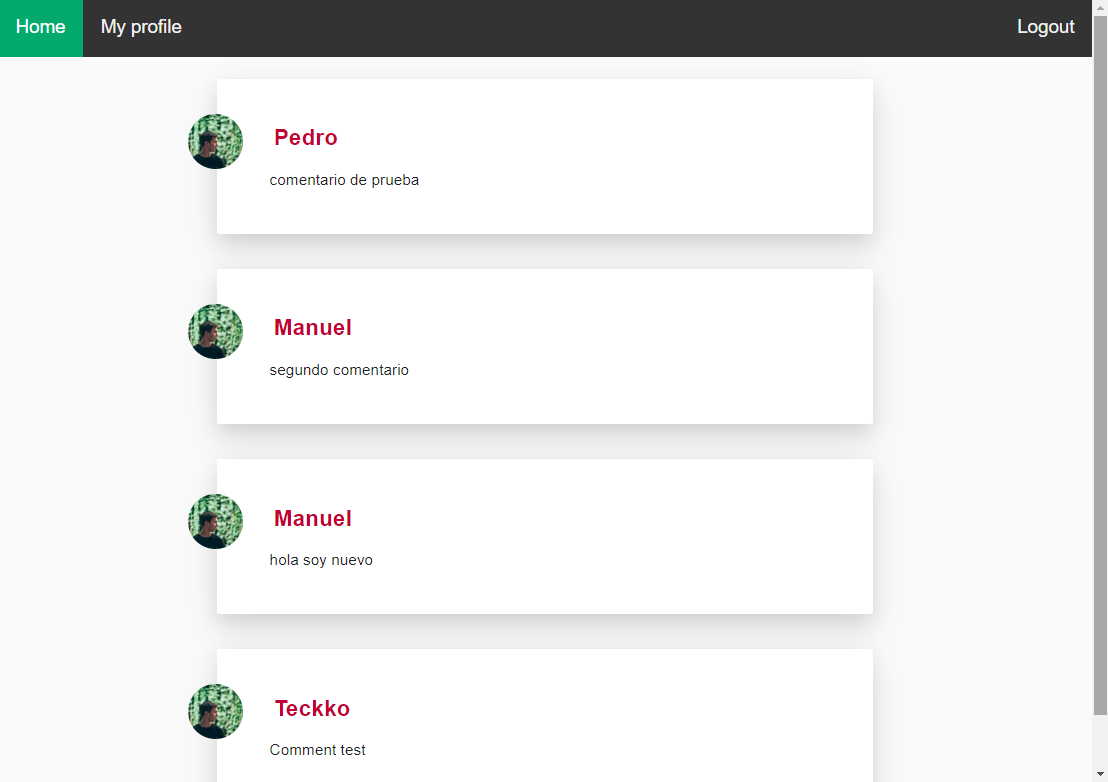 Home My profile Logout
Pedro
comentario de prueba
Manuel
segundo comentario
Manuel
hola soy nuevo
Teckko
Comment test